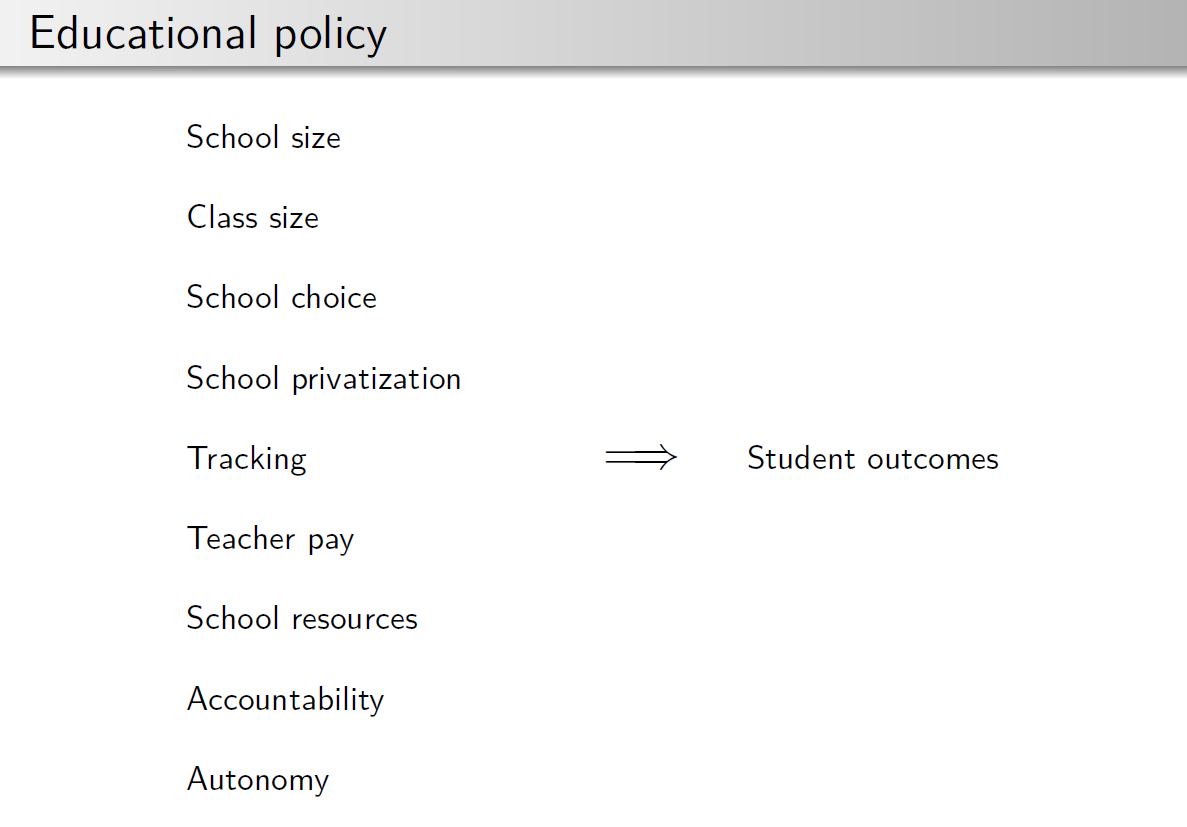 Educational policy
School size
Class size
School choice
School privatization
Tracking ⟹ Student outcomes
Teacher pay
School resources
Accountability
Autonomy